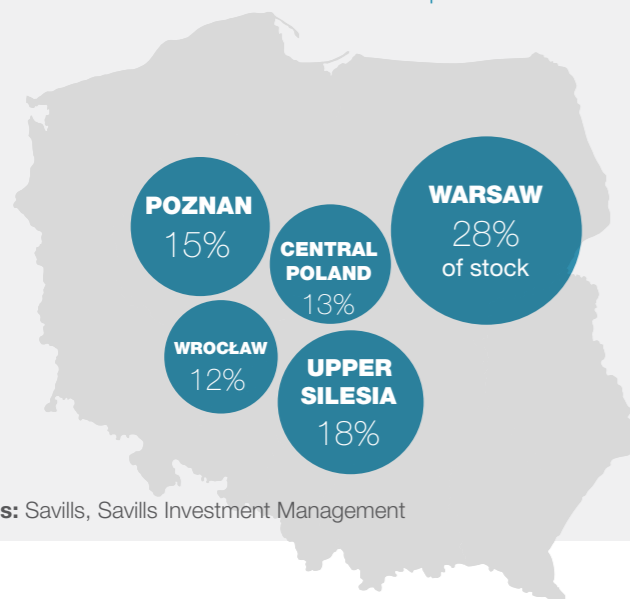 POZNAN
15%
CENTRAL
POLAND
13%
WARSAW
28%
of stock
WROCŁAW
12%
UPPER
SILESIA
18%
s: Savills, Savills Investment Management